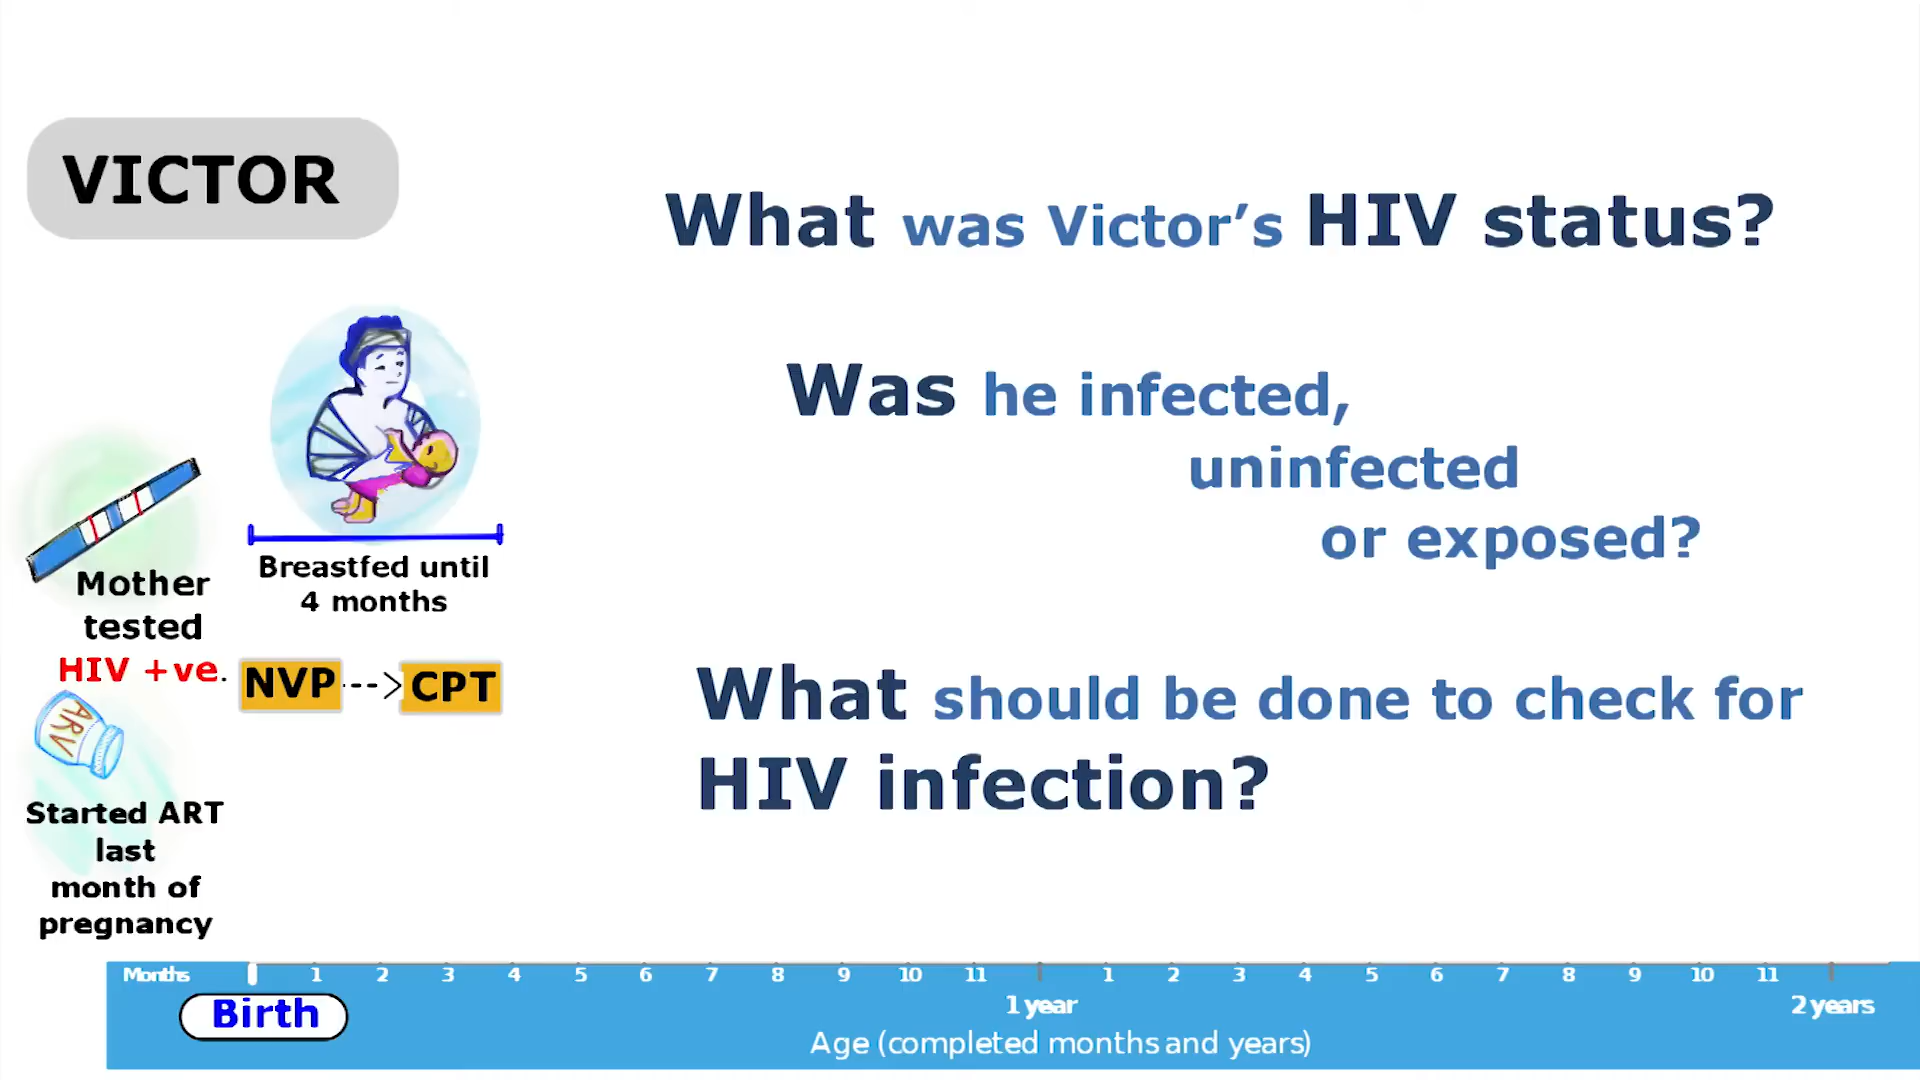 VICTOR
What was Victor’s HIV status?
Was he infected,
uninfected
or exposed?
What should be done to check for
HIV infection?
Mother
tested
HIV +ve.
Breastfed until
4 months
NVP --->CPT
ARV
Started ART
last
month of
pregnancy
Months 1 2 3 4 5 6 7 8 9 10 11 1 2 3 4 5 6 7 8 9 10 11
Birth 1 year 2 years
Age (completed months and years)